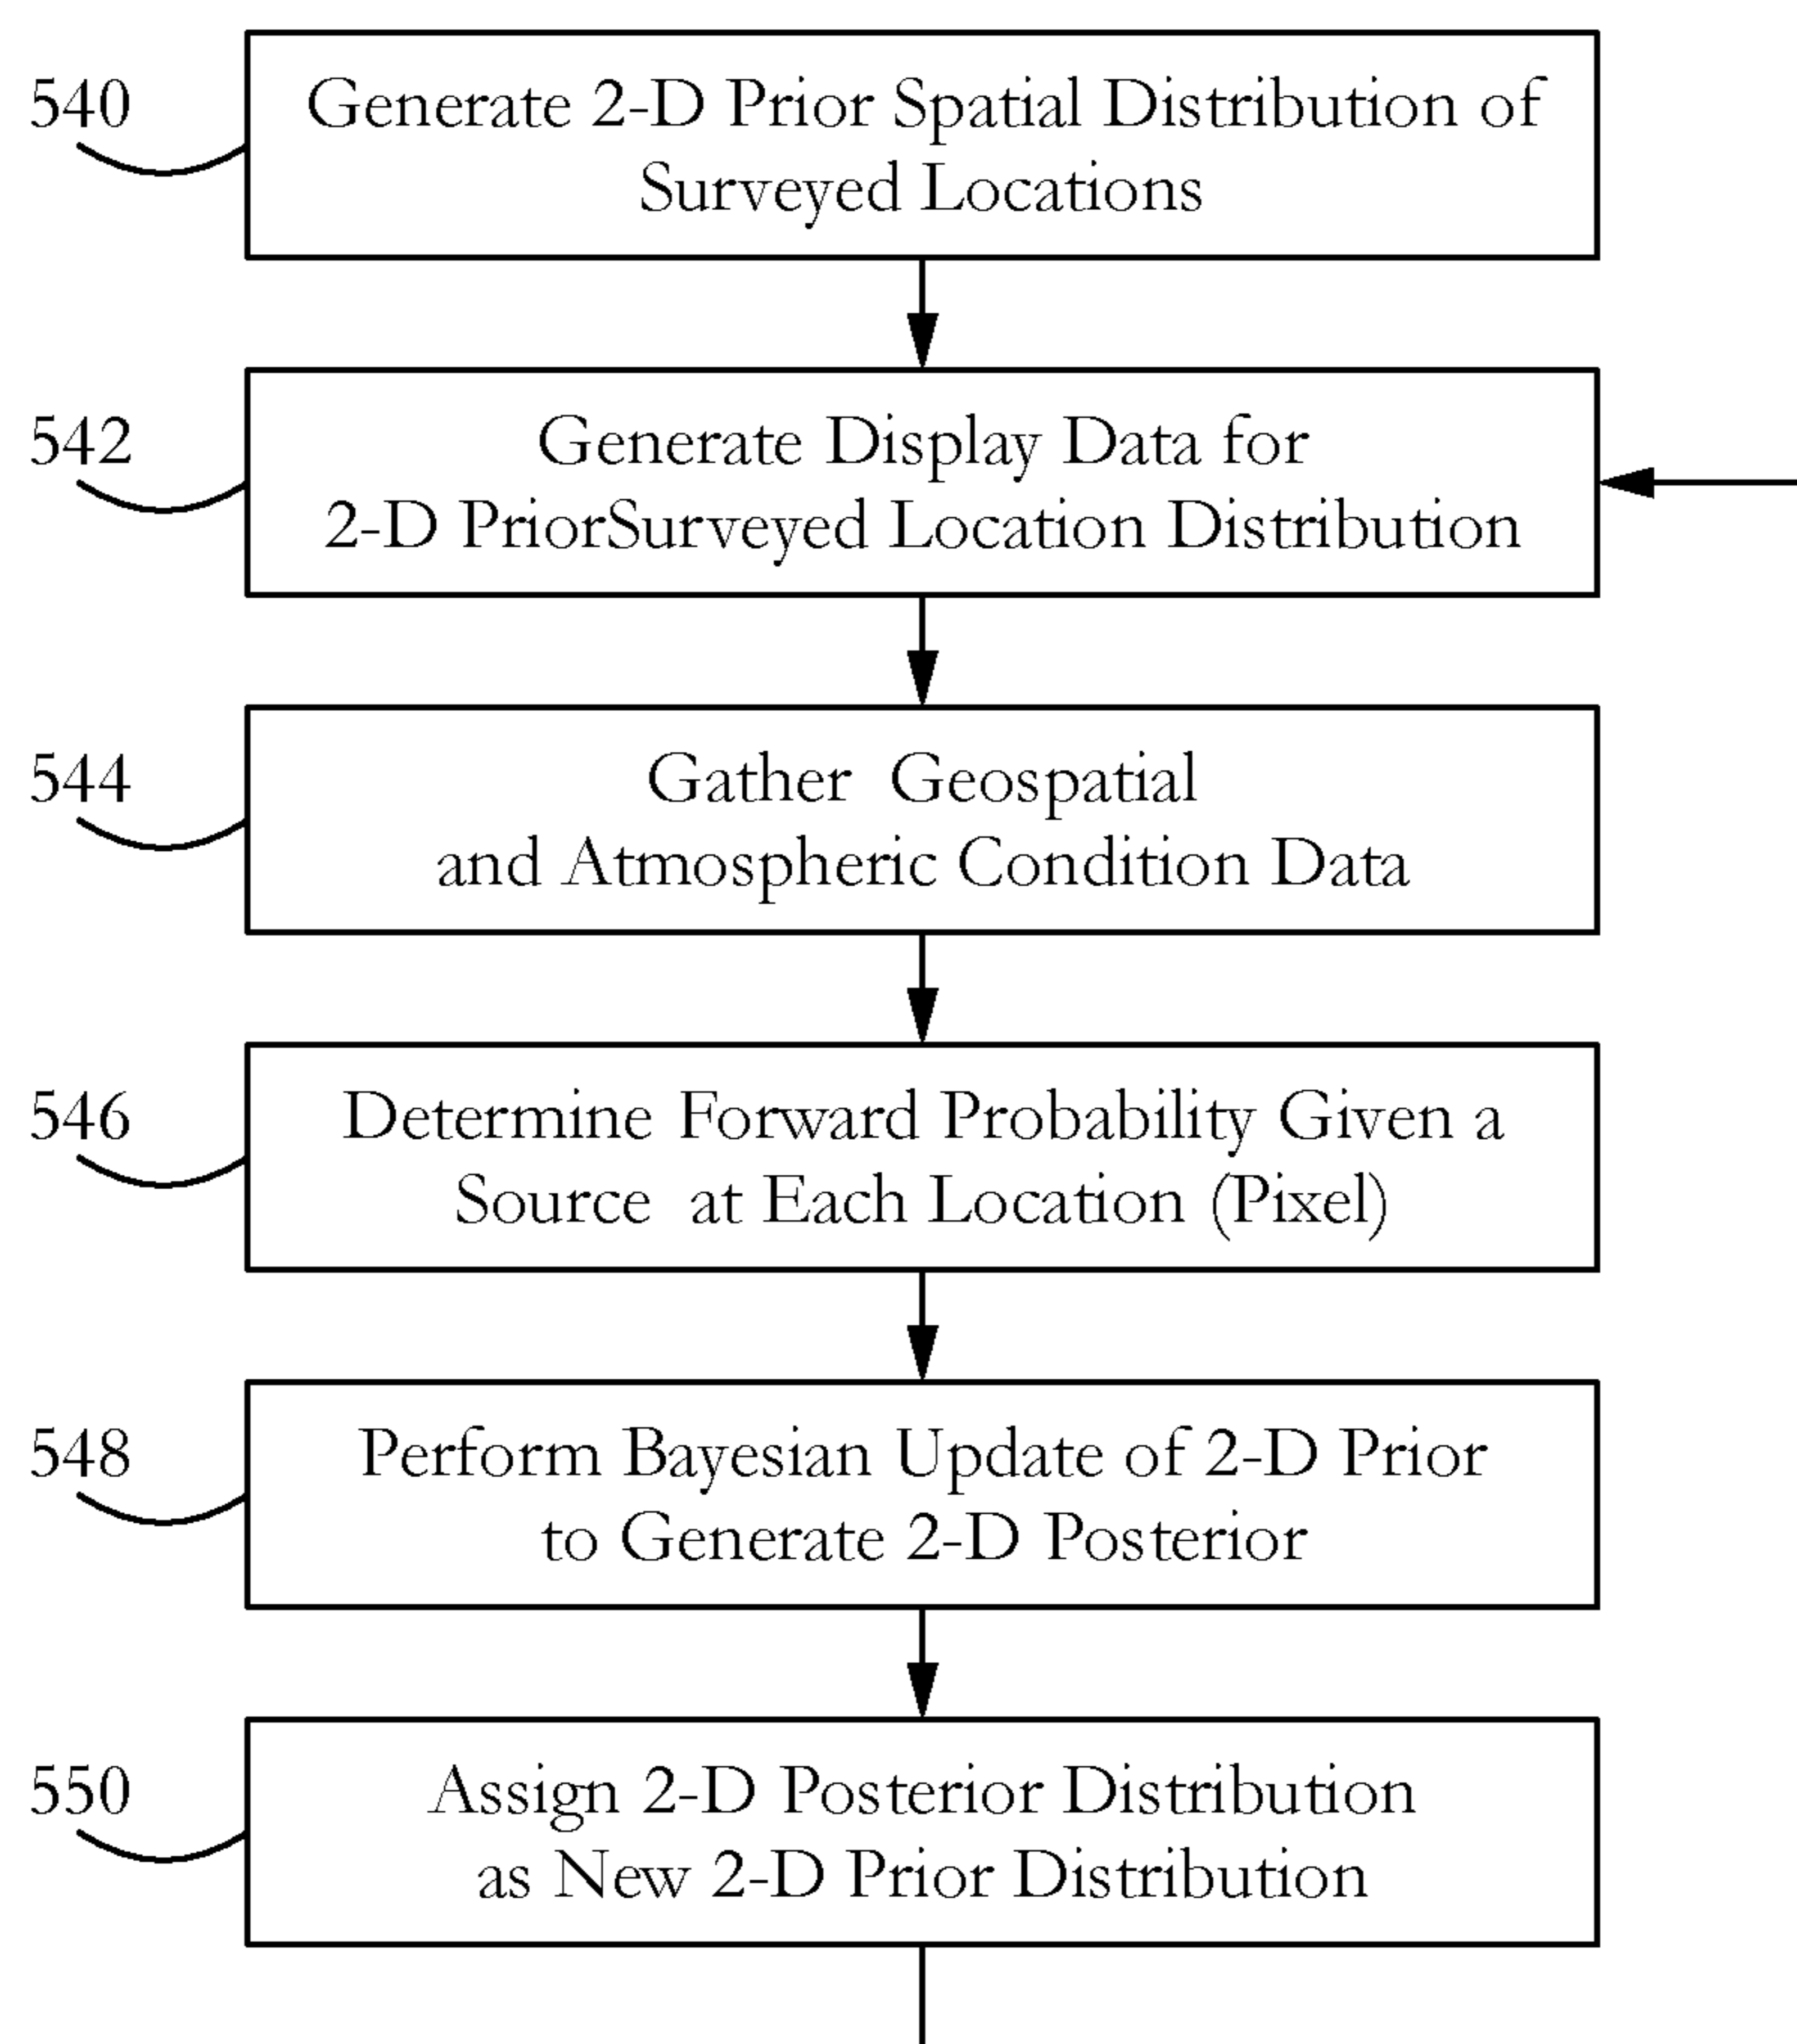 540
Generate 2-D Prior Spatial Distribution of
Surveyed Locations
542
Generate Display Data for
2-D PriorSurveyed Location Distribution
544
Gather Geospatial
and Atmospheric Condition Data
546
Determine Forward Probability Given a
Source at Each Location (Pixel)
548
Perform Bayesian Update of 2-D Prior
to Generate 2-D Posterior
550
Assign 2-D Posterior Distribution
as New 2-D Prior Distribution